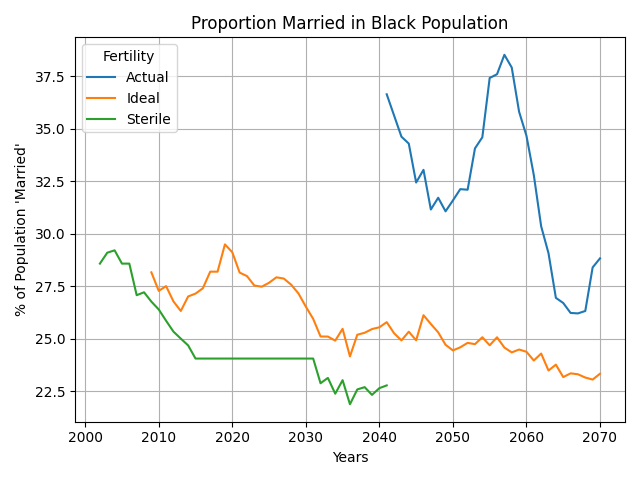 Proportion Married in Black Population
Fertility
Actual
Ideal
Sterile
37.5
35.0
32.5
30.0
27.5
25.0
22.5
% of Population 'Married'
2000 2010 2020 2030 2040 2050 2060 2070
Years